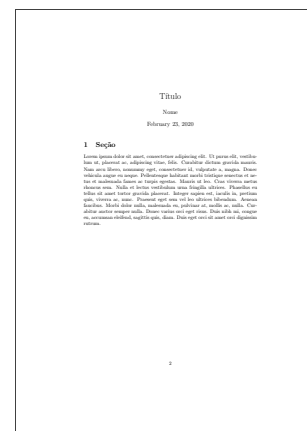 Título
Nome
February 23, 2020
1 Seção
Lorem ipsum dolor sit amet, consectetuer adipiscing elit. Ut purus elit, vestibu-
lum ut, placerat ac, adipiscing vitae, felis. Curabitur dictum gravida mauris.
Nam arcu libero, nonummy eget, consectetuer id, vulputate a, magna. Donec
vehicula augue eu neque. Pellentesque habitant morbi tristique senectus et ne-
tus et malesuada fames ac turpis egestas. Mauris ut leo. Cras viverra metus
rhoncus sem. Nulla et lectus vestibulum urna fringilla ultrices. Phasellus eu
tellus sit amet tortor gravida placerat. Integer sapien est, iaculis in, pretium
quis, viverra ac, nunc. Praesent eget sem vel leo ultrices bibendum. Aenean
faucibus. Morbi dolor nulla, malesuada eu, pulvinar at, mollis ac, nulla. Cur-
abitur auctor semper nulla. Donec varius orci eget risus. Duis nibh mi, congue
eu, accumsan eleifend, sagittis quis, diam. Duis eget orci sit amet orci dignissim
rutrum.
2